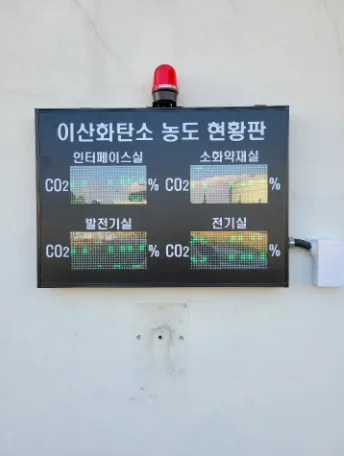 이산화탄소 농도 현황판
인터페이스실 소화약재실
CO2 % CO2 %
발전기실 전기실
CO2 % CO2 %